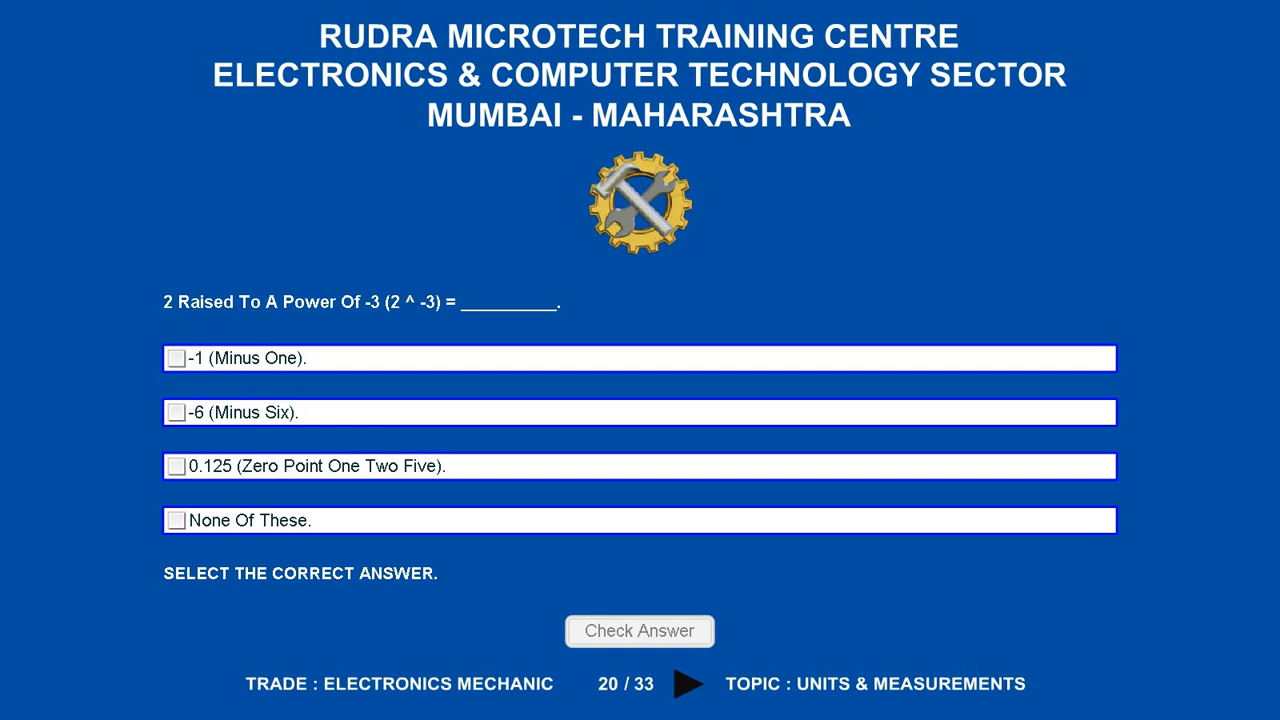 RUDRA MICROTECH TRAINING CENTRE
ELECTRONICS & COMPUTER TECHNOLOGY SECTOR
MUMBAI - MAHARASHTRA
2 Raised To A Power Of -3 (2 ^ -3) = __________.
-1 (Minus One).
-6 (Minus Six).
0.125 (Zero Point One Two Five).
None Of These.
SELECT THE CORRECT ANSWER.
Check Answer
TRADE : ELECTRONICS MECHANIC 20 / 33 TOPIC : UNITS & MEASUREMENTS